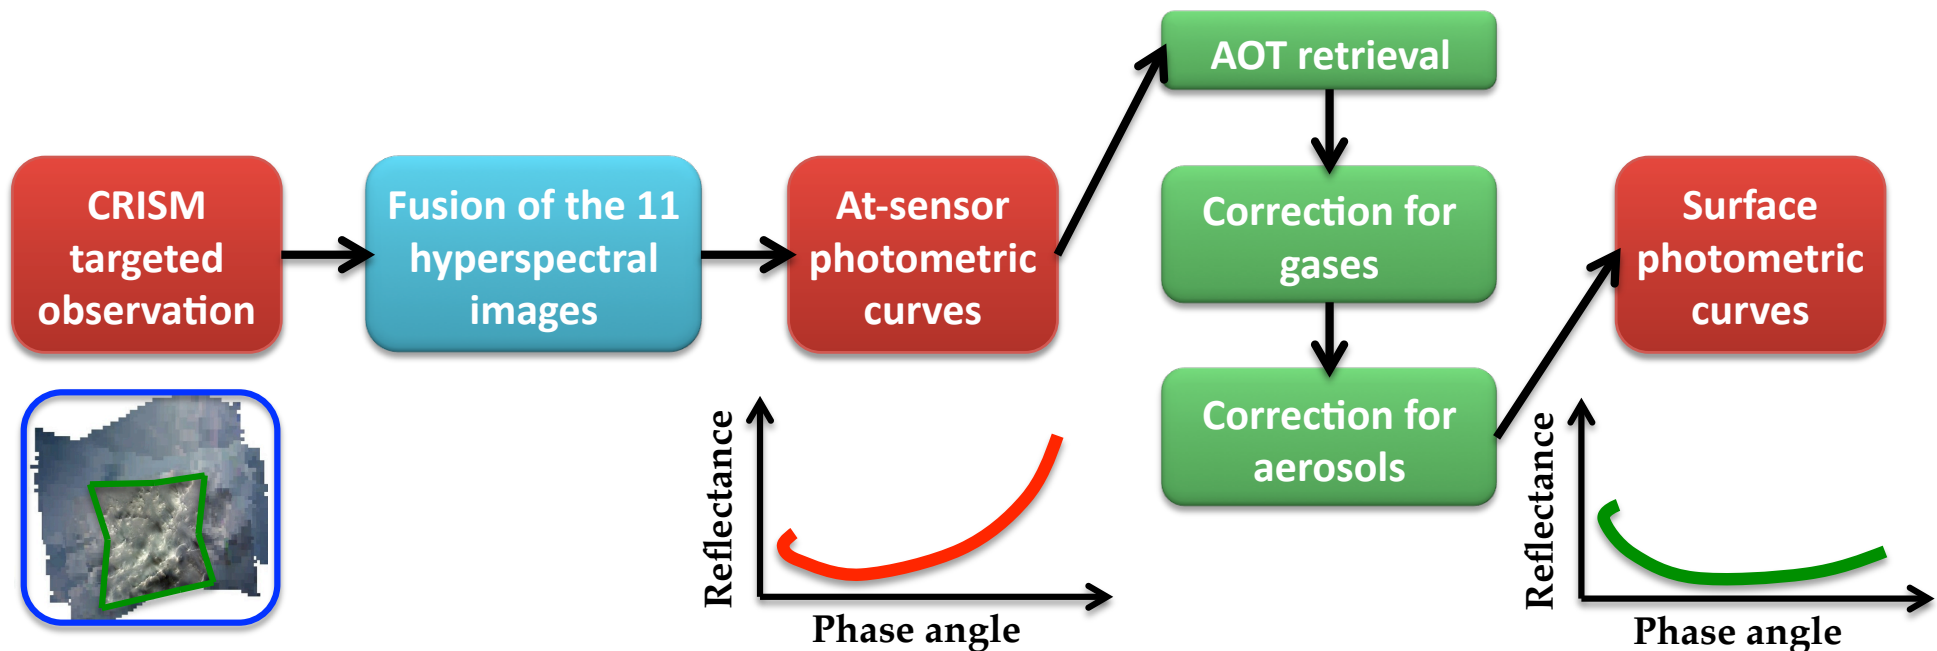 CRISM
targeted
observation
Fusion of the 11
hyperspectral
images
At-sensor
photometric
curves
AOT retrieval
Correction for
gases
Correction for
aerosols
Surface
photometric
curves
Reflectance
Phase angle
Reflectance
Phase angle